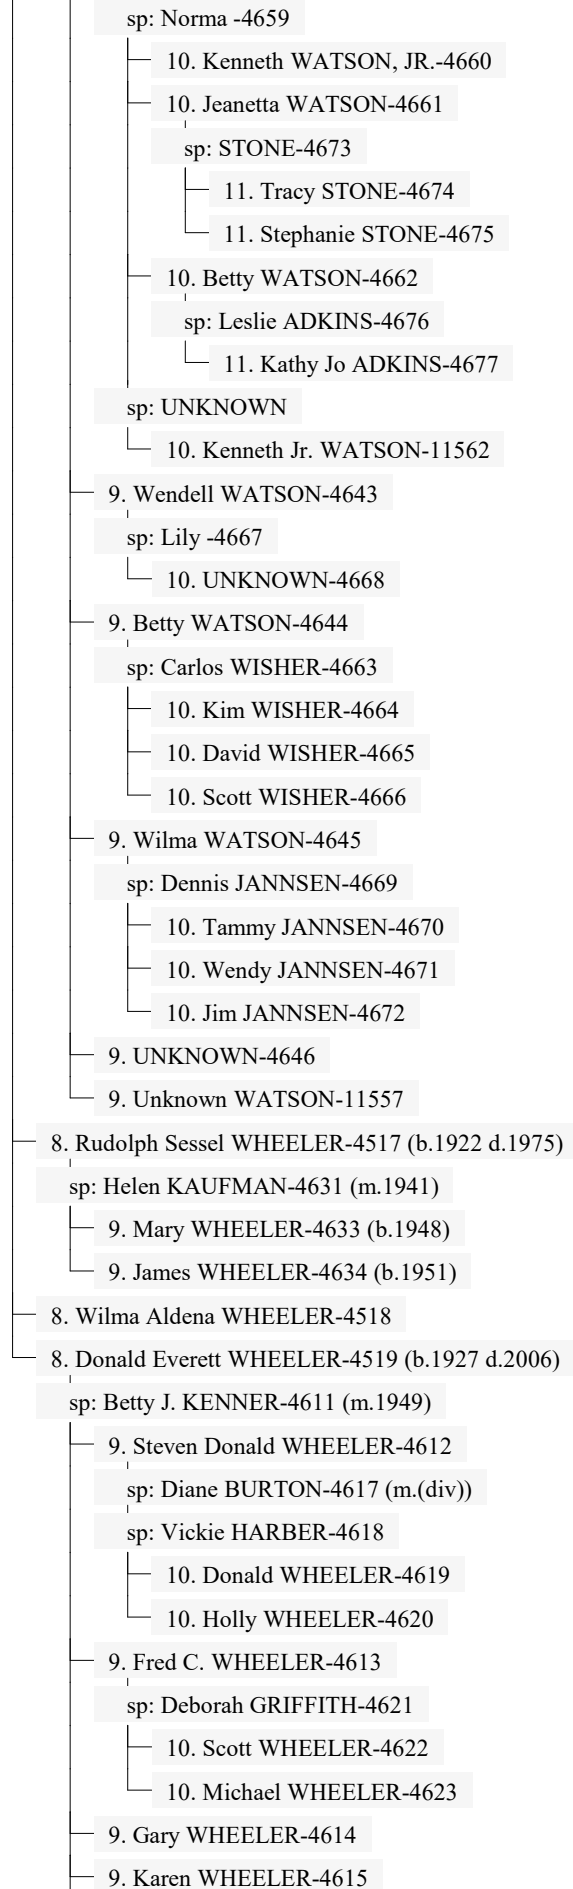 sp: Norma -4659
10. Kenneth WATSON, JR.-4660
10. Jeanetta WATSON-4661
sp: STONE-4673
11. Tracy STONE-4674
11. Stephanie STONE-4675
10. Betty WATSON-4662
sp: Leslie ADKINS-4676
11. Kathy Jo ADKINS-4677
sp: UNKNOWN
10. Kenneth Jr. WATSON-11562
9. Wendell WATSON-4643
sp: Lily -4667
10. UNKNOWN-4668
9. Betty WATSON-4644
sp: Carlos WISHER-4663
10. Kim WISHER-4664
10. David WISHER-4665
10. Scott WISHER-4666
9. Wilma WATSON-4645
sp: Dennis JANNSEN-4669
10. Tammy JANNSEN-4670
10. Wendy JANNSEN-4671
10. Jim JANNSEN-4672
9. UNKNOWN-4646
9. Unknown WATSON-11557
8. Rudolph Sessel WHEELER-4517 (b.1922 d.1975)
sp: Helen KAUFMAN-4631 (m.1941)
9. Mary WHEELER-4633 (b.1948)
9. James WHEELER-4634 (b.1951)
8. Wilma Aldena WHEELER-4518
8. Donald Everett WHEELER-4519 (b.1927 d.2006)
sp: Betty J. KENNER-4611 (m.1949)
9. Steven Donald WHEELER-4612
sp: Diane BURTON-4617 (m.(div))
sp: Vickie HARBER-4618
10. Donald WHEELER-4619
10. Holly WHEELER-4620
9. Fred C. WHEELER-4613
sp: Deborah GRIFFITH-4621
10. Scott WHEELER-4622
10. Michael WHEELER-4623
9. Gary WHEELER-4614
9. Karen WHEELER-4615